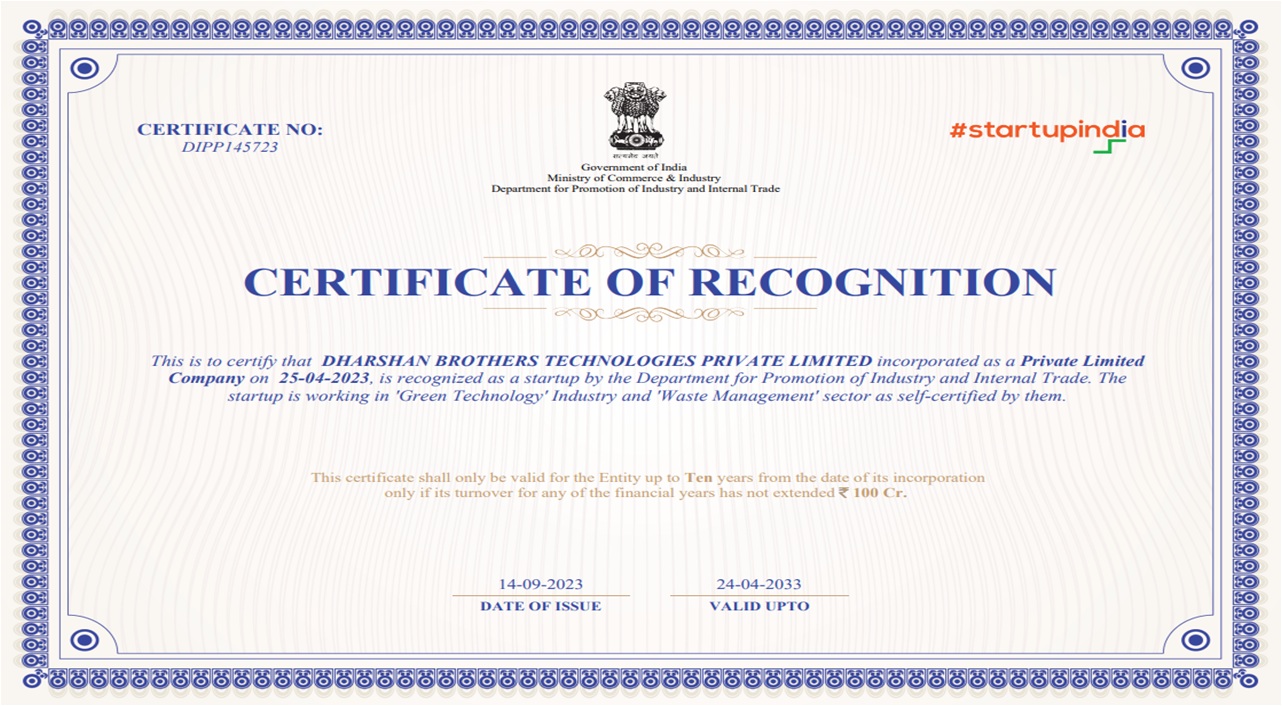 CERTIFICATE NO:
DIPP145723
सत्यमेव जयते
Government of India
Ministry of Commerce & Industry
Department for Promotion of Industry and Internal Trade
#startupindia
CERTIFICATE OF RECOGNITION
This is to certify that DHARSHAN BROTHERS TECHNOLOGIES PRIVATE LIMITED incorporated as a Private Limited
Company on 25-04-2023, is recognized as a startup by the Department for Promotion of Industry and Internal Trade. The
startup is working in 'Green Technology' Industry and 'Waste Management' sector as self-certified by them.
This certificate shall only be valid for the Entity up to Ten years from the date of its incorporation
only if its turnover for any of the financial years has not extended ₹ 100 Cr.
14-09-2023
DATE OF ISSUE
24-04-2033
VALID UPTO